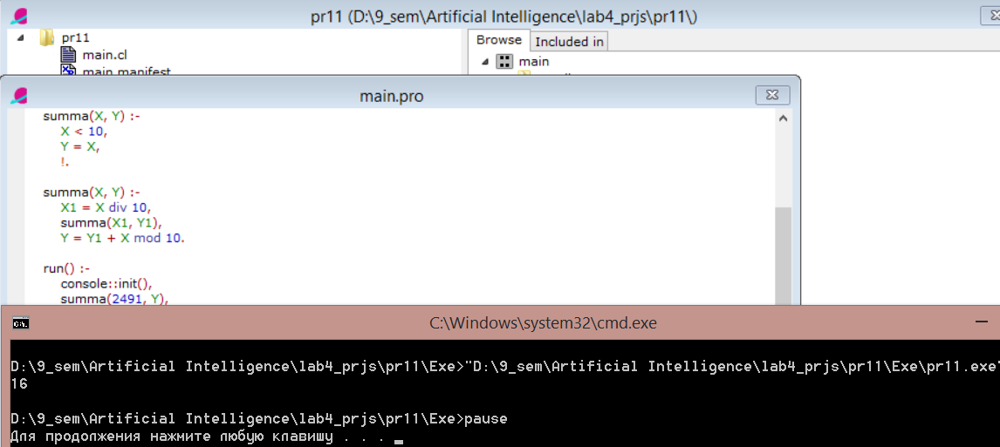 pr11 (D:\9_sem\Artificial Intelligence\lab4_prjs\pr11\)
pr11
main.cl
main.manifest
Browse
Included in
main
main.pro
summa(X, Y) :-
X < 10,
Y = X,
!.
summa(X, Y) :-
X1 = X div 10,
summa(X1, Y1),
Y = Y1 + X mod 10.
run() :-
console::init(),
summa(2491, Y),
C:\Windows\system32\cmd.exe
D:\9_sem\Artificial Intelligence\lab4_prjs\pr11\Exe>"D:\9_sem\Artificial Intelligence\lab4_prjs\pr11\Exe\pr11.exe"
16
D:\9_sem\Artificial Intelligence\lab4_prjs\pr11\Exe>pause
Для продолжения нажмите любую клавишу . . .